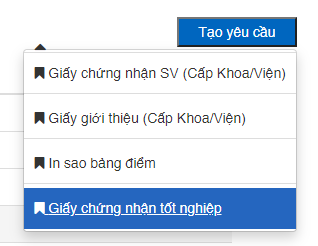 Tạo yêu cầu
Giấy chứng nhận SV (Cấp Khoa/Viện)
Giấy giới thiệu (Cấp Khoa/Viện)
In sao bảng điểm
Giấy chứng nhận tốt nghiệp